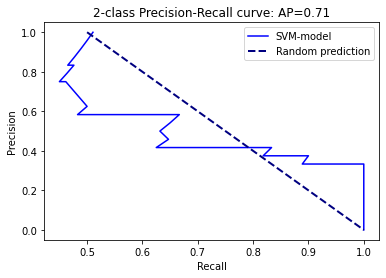 2-class Precision-Recall curve: AP=0.71
SVM-model
Random prediction
Precision
1.0
0.8
0.6
0.4
0.2
0.0
0.5 0.6 0.7 0.8 0.9 1.0
Recall